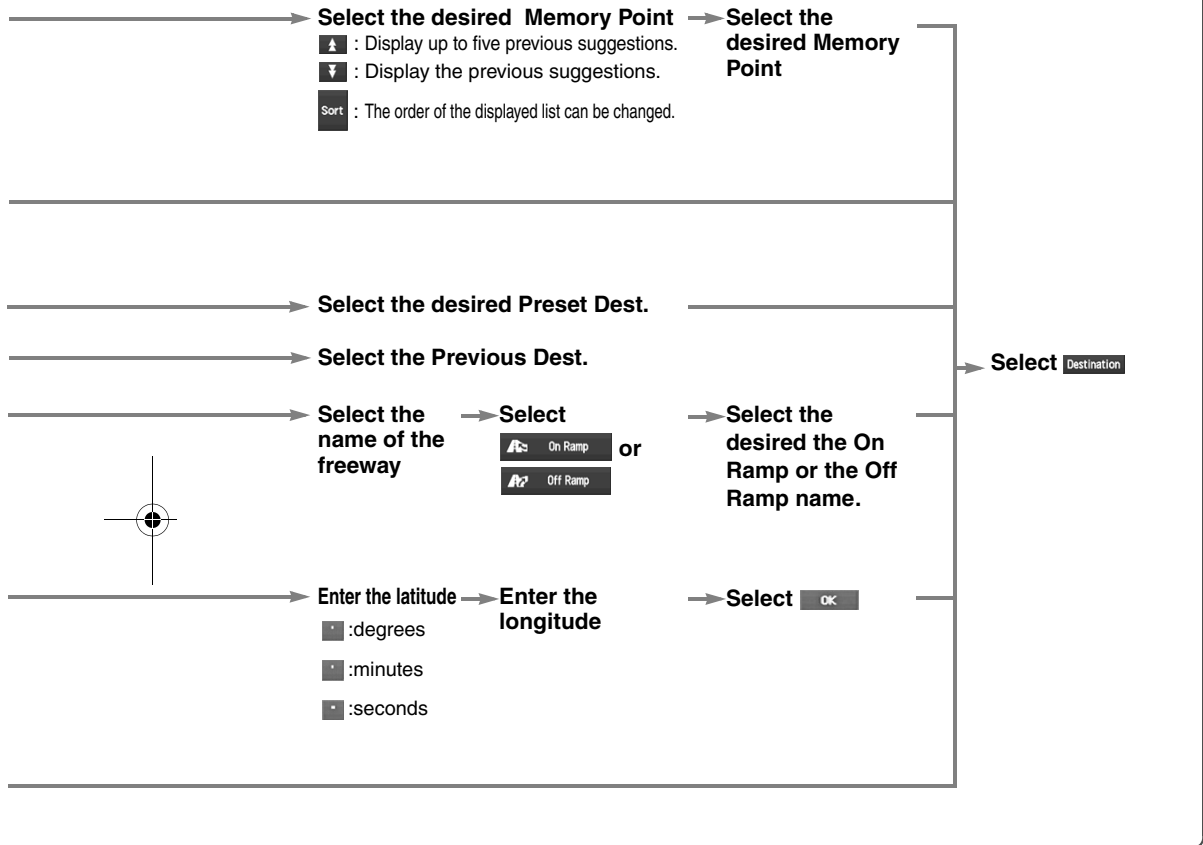 Select the desired  Memory Point
: Display up to five previous suggestions.
: Display the previous suggestions.
Sort : The order of the displayed list can be changed.
Select the
desired Memory
Point
Select the desired Preset Dest.
Select the Previous Dest.
Select the
name of the
freeway
Select
On Ramp or
Off Ramp
Select the
desired the On
Ramp or the Off
Ramp name.
Enter the latitude
° :degrees
' :minutes
" :seconds
Enter the
longitude
Select OK
Select Destination